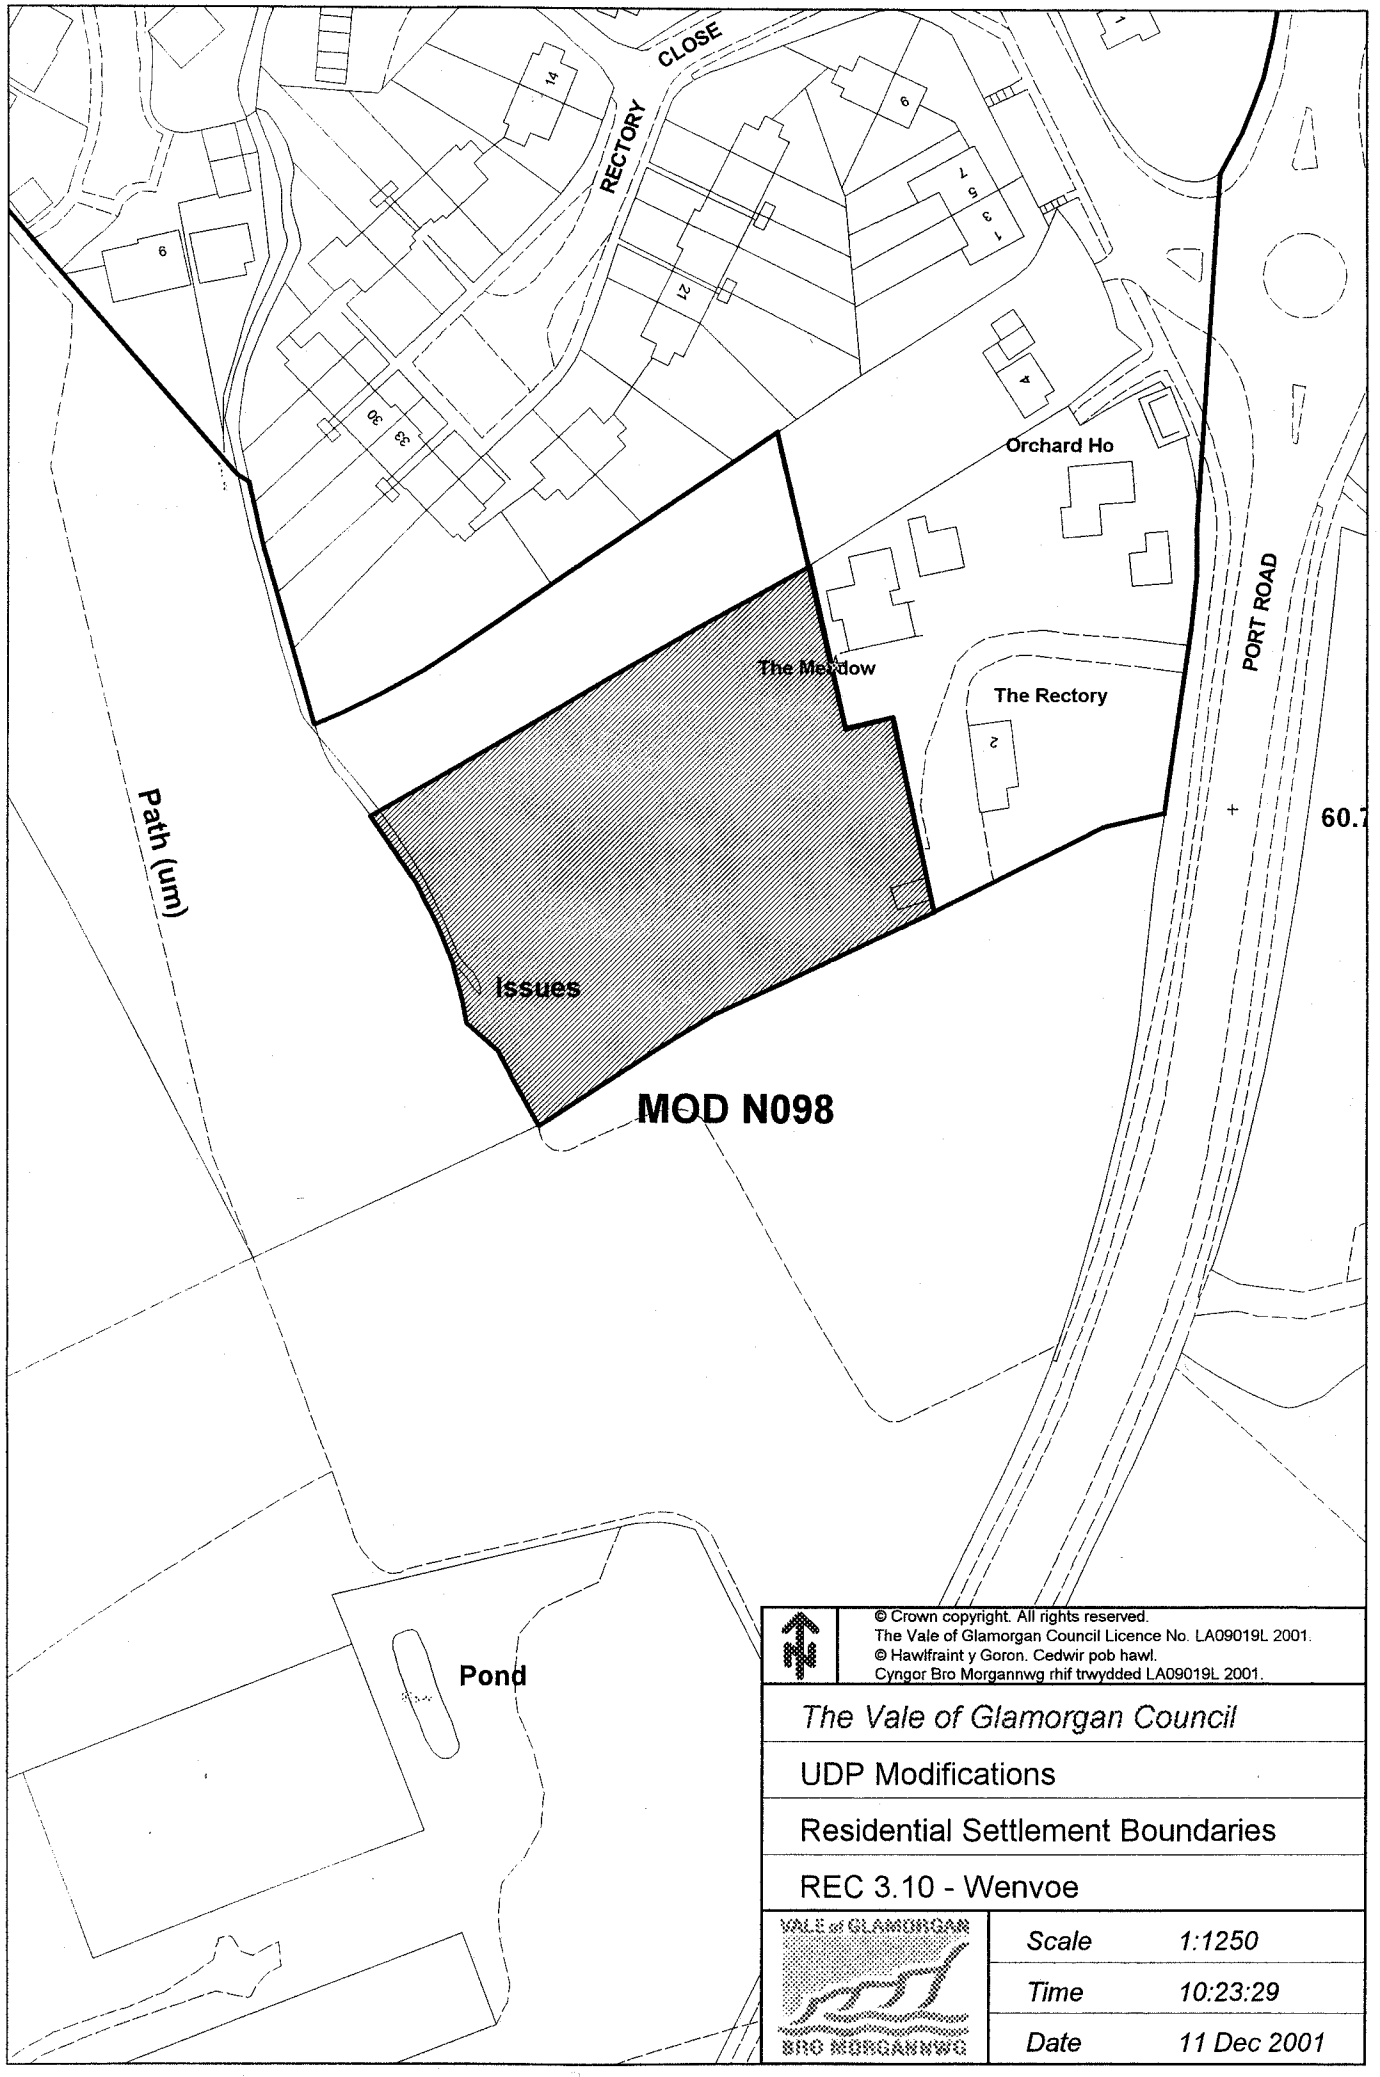 1
CLOSE
14
RECTORY
9
7
5
3
1
9
21
4
30
33
Orchard Ho
PORT ROAD
The Meadow
The Rectory
2
Path (um)
60.7
Issues
MOD N098
Pond
© Crown copyright. All rights reserved.
The Vale of Glamorgan Council Licence No. LA09019L 2001.
© Hawlfraint y Goron. Cedwir pob hawl.
Cyngor Bro Morgannwg rhif trwydded LA09019L 2001.
N
The Vale of Glamorgan Council
UDP Modifications
Residential Settlement Boundaries
REC 3.10 - Wenvoe
VALE of GLAMORGAN
BRO MORGANNWG
Scale 1:1250
Time 10:23:29
Date 11 Dec 2001